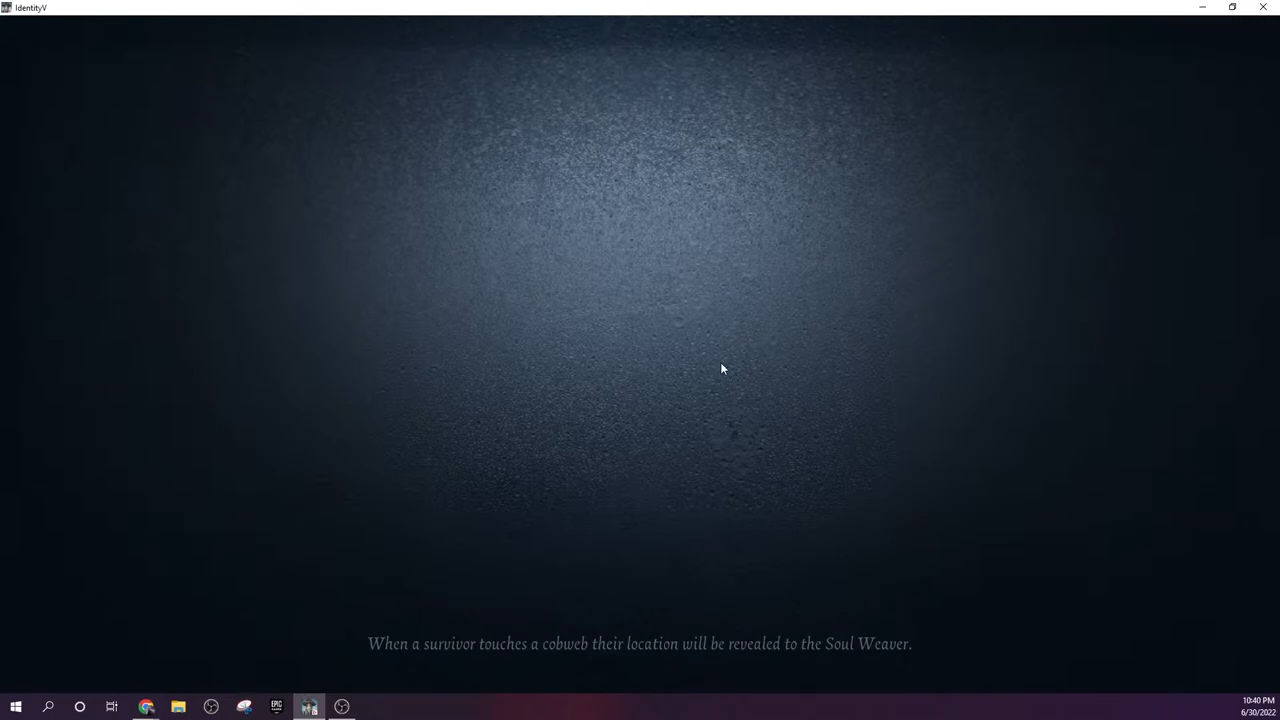 IdentityV
When a survivor touches a cobweb their location will be revealed to the Soul Weaver.
EPIC
10:40 PM
6/30/2022